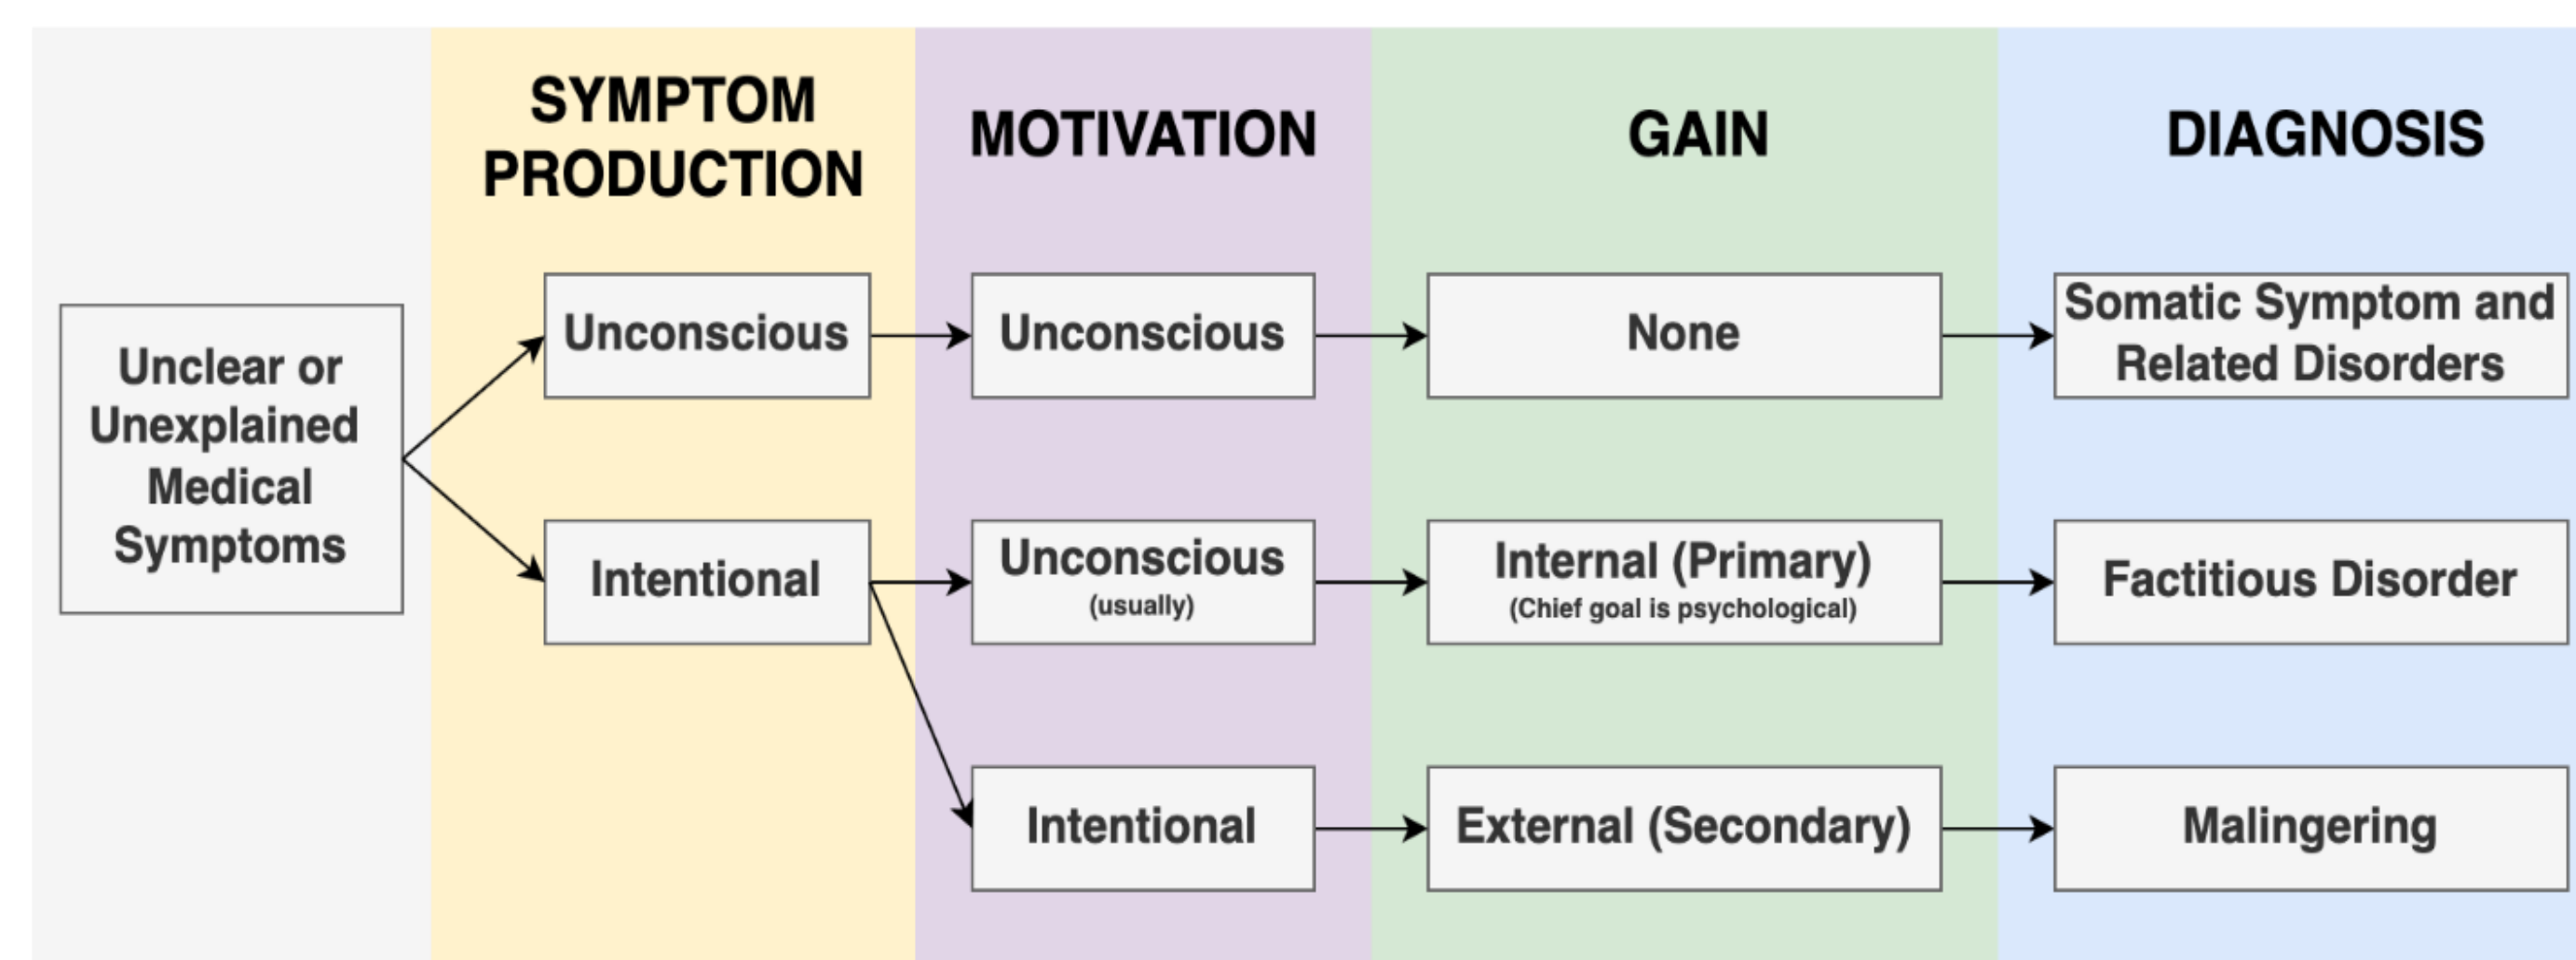 SYMPTOM
PRODUCTION
MOTIVATION
GAIN
DIAGNOSIS
Unclear or
Unexplained
Medical
Symptoms
Unconscious
Unconscious
None
Somatic Symptom and
Related Disorders
Intentional
Unconscious
(usually)
Internal (Primary)
(Chief goal is psychological)
Factitious Disorder
Intentional
External (Secondary)
Malingering